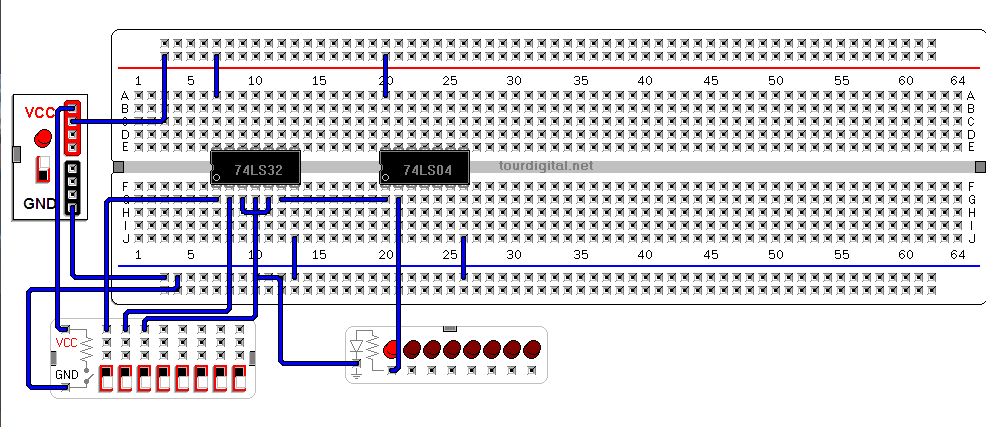 1 5 10 15 20 25 30 35 40 45 50 55 60 64
A A
VCC B B
C C
D D
E E
74LS32 74LS04 tourdigital.net
F F
GND G G
H H
I I
J J
1 5 10 15 20 25 30 35 40 45 50 55 60 64
VCC
GND